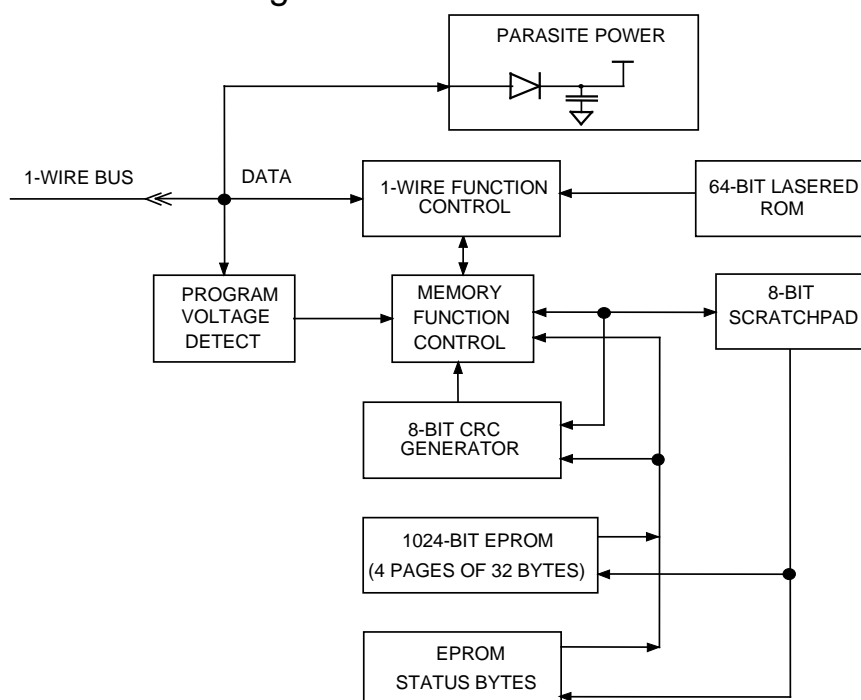 PARASITE POWER
1-WIRE BUS
DATA
1-WIRE FUNCTION
CONTROL
64-BIT LASERED
ROM
PROGRAM
VOLTAGE
DETECT
MEMORY
FUNCTION
CONTROL
8-BIT
SCRATCHPAD
8-BIT CRC
GENERATOR
1024-BIT EPROM
(4 PAGES OF 32 BYTES)
EPROM
STATUS BYTES